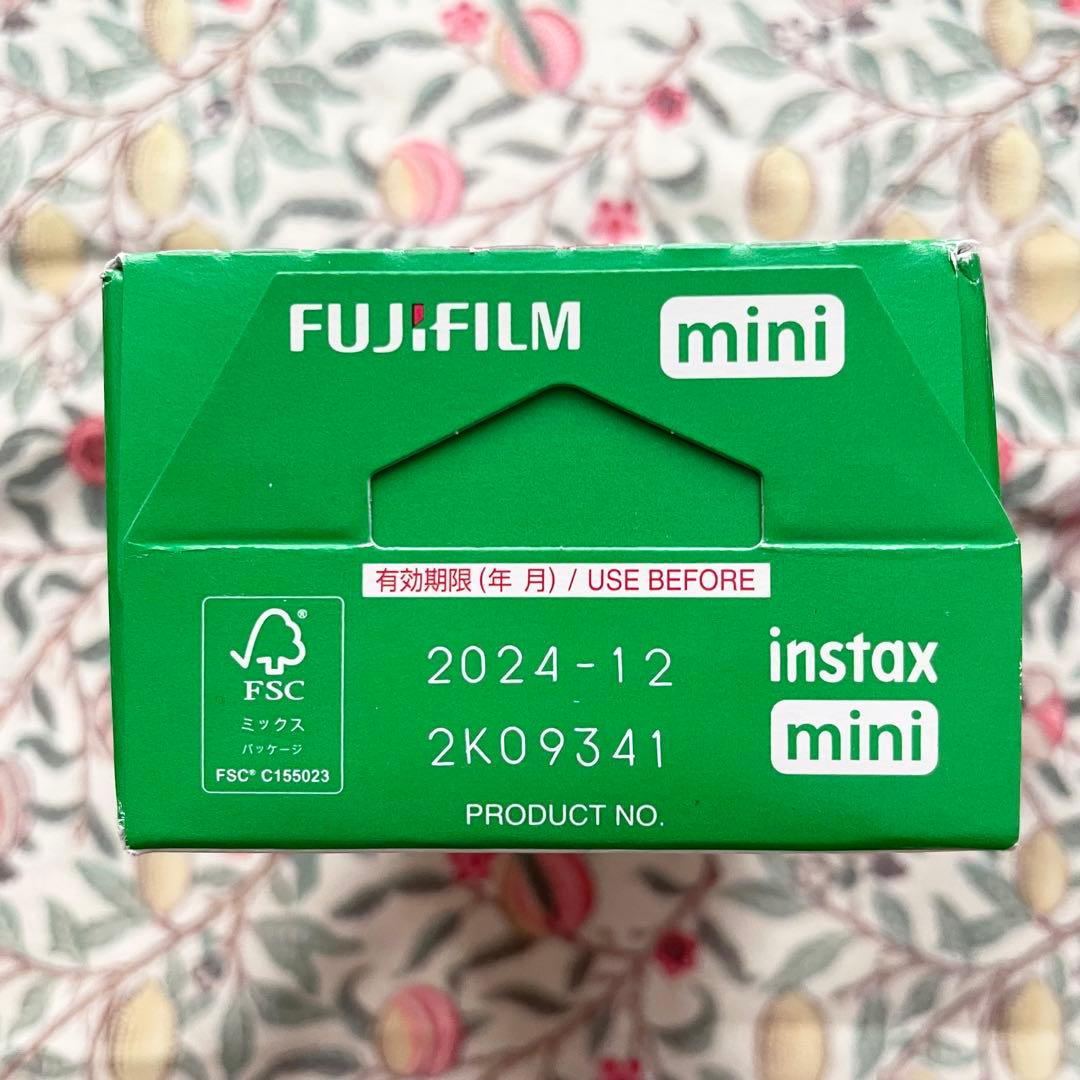 FUJIFILM
mini
有効期限(年 月) / USE BEFORE
2024-12
2K09341
PRODUCT NO.
®
FSC
ミックス
パッケージ
FSC® C155023
instax
mini